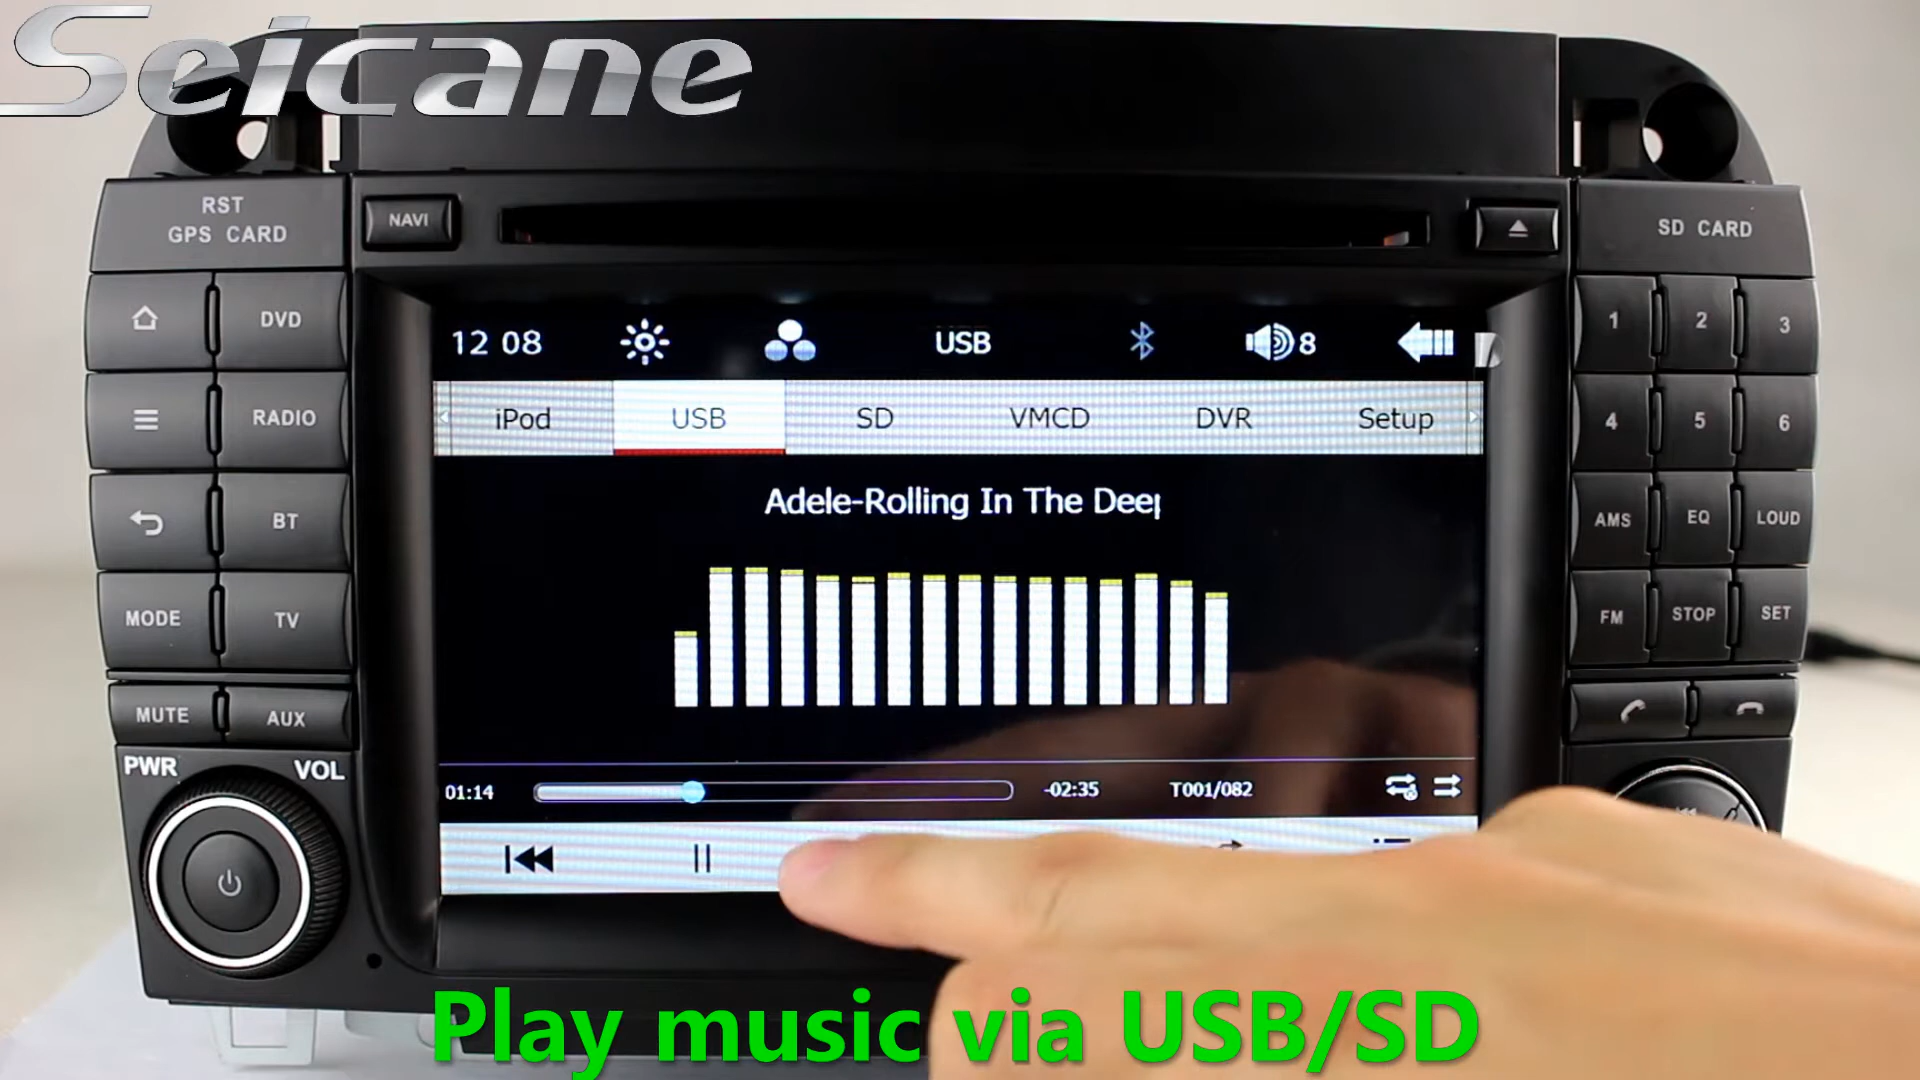 Seicane
RST
GPS CARD
NAVI
SD CARD
12 08
USB
8
DVD
RADIO
BT
MODE
TV
MUTE
AUX
PWR
VOL
iPod
USB
SD
VMCD
DVR
Setup
Adele-Rolling In The Deep
01:14
-02:35
T001/082
1
2
3
4
5
6
AMS
EQ
LOUD
FM
STOP
SET
Play music via USB/SD